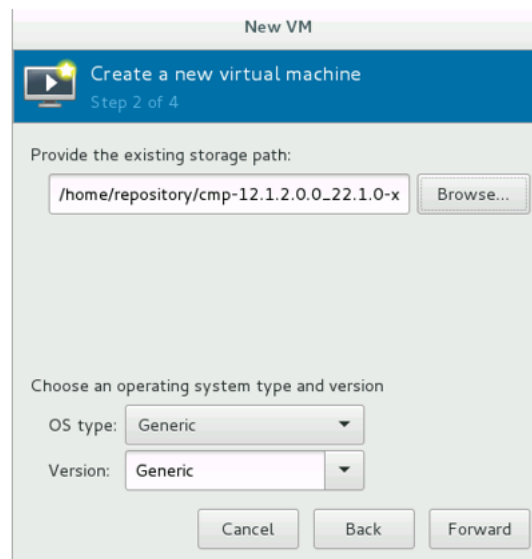 New VM
Create a new virtual machine
Step 2 of 4
Provide the existing storage path:
/home/repository/cmp-12.1.2.0.0_22.1.0-x
Browse...
Choose an operating system type and version
OS type: Generic
Version: Generic
Cancel Back Forward